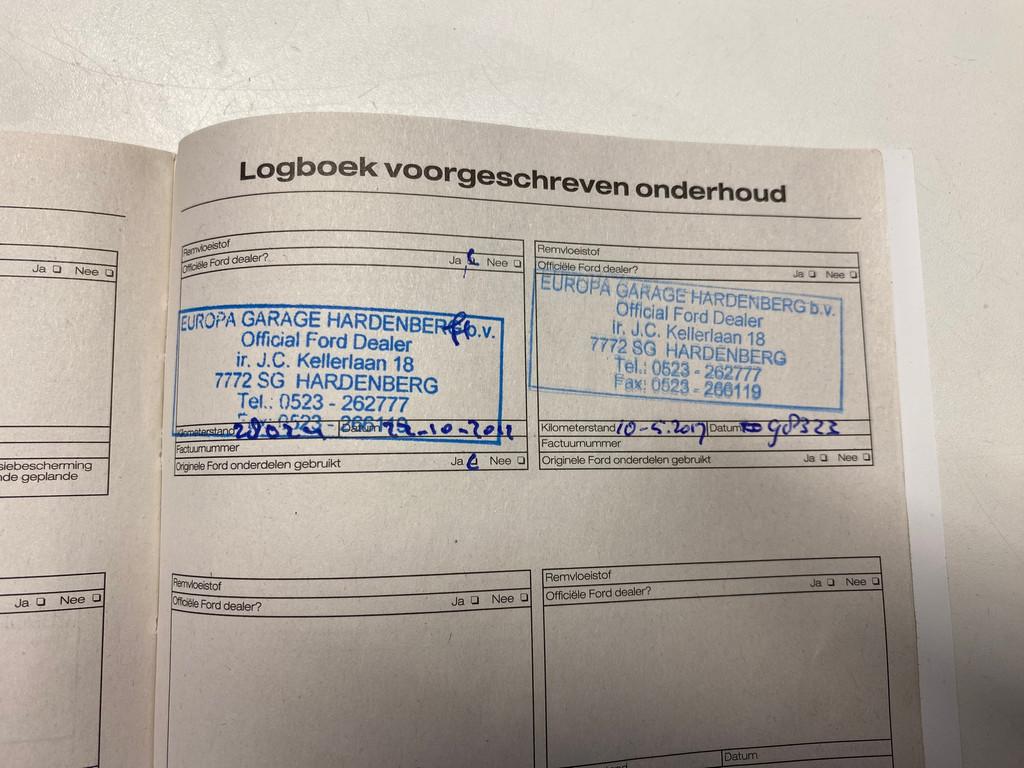 Logboek voorgeschreven onderhoud
Ja Nee
siebescherming
nde geplande
Ja Nee
Remvloeistof
Officiële Ford dealer? Ja Nee
EUROPA GARAGE HARDENBERG b.v.
Official Ford Dealer
ir. J.C. Kellerlaan 18
7772 SG HARDENBERG
Tel.: 0523 - 262777
Fax: 0523 - 266119
Kilometerstand Datum
Factuurnummer
Originele Ford onderdelen gebruikt Ja Nee
Remvloeistof
Officiële Ford dealer? Ja Nee
EUROPA GARAGE HARDENBERG b.v.
Official Ford Dealer
ir. J.C. Kellerlaan 18
7772 SG HARDENBERG
Tel.: 0523 - 262777
Fax: 0523 - 266119
Kilometerstand 10-5-2017 Datum 98323
Factuurnummer
Originele Ford onderdelen gebruikt Ja Nee
Remvloeistof
Officiële Ford dealer? Ja Nee
Remvloeistof
Officiële Ford dealer? Ja Nee
Datum